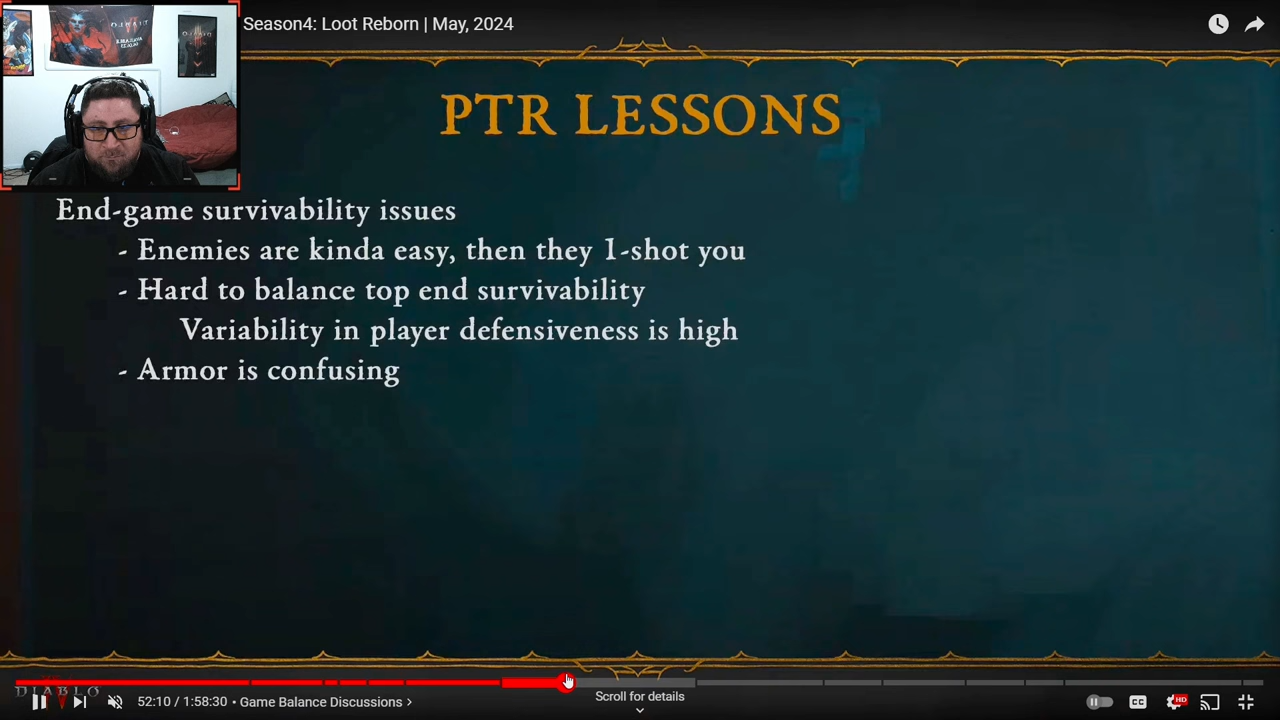 Season4: Loot Reborn | May, 2024
PTR LESSONS
End-game survivability issues
- Enemies are kinda easy, then they 1-shot you
- Hard to balance top end survivability
Variability in player defensiveness is high
- Armor is confusing
DIABLO
52:10 / 1:58:30 • Game Balance Discussions >
Scroll for details
CC
HD